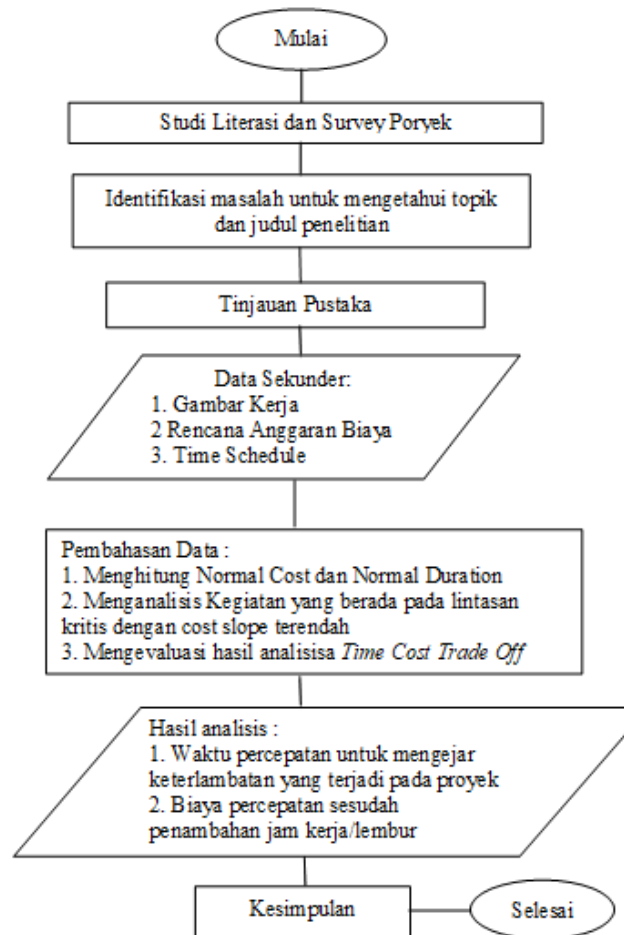 Mulai
Studi Literasi dan Survey Poryek
Identifikasi masalah untuk mengetahui topik
dan judul penelitian
Tinjauan Pustaka
Data Sekunder:
1. Gambar Kerja
2 Rencana Anggaran Biaya
3. Time Schedule
Pembahasan Data :
1. Menghitung Normal Cost dan Normal Duration
2. Menganalisis Kegiatan yang berada pada lintasan
kritis dengan cost slope terendah
3. Mengevaluasi hasil analisisa Time Cost Trade Off
Hasil analisis :
1. Waktu percepatan untuk mengejar
keterlambatan yang terjadi pada proyek
2. Biaya percepatan sesudah
penambahan jam kerja/lembur
Kesimpulan
Selesai